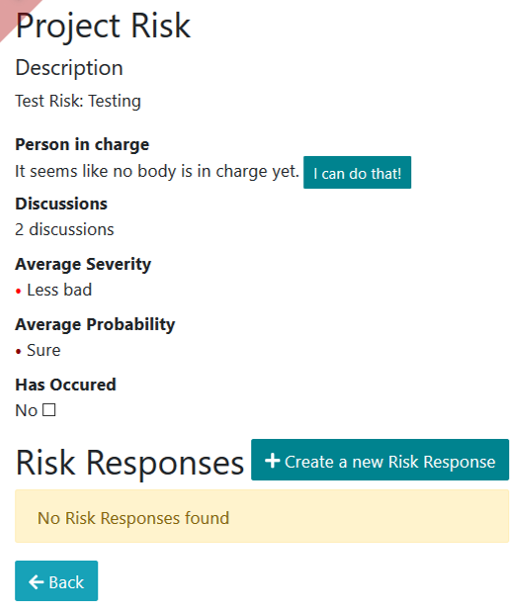 Project Risk
Description
Test Risk: Testing
Person in charge
It seems like no body is in charge yet. I can do that!
Discussions
2 discussions
Average Severity
• Less bad
Average Probability
• Sure
Has Occured
No ☐
Risk Responses + Create a new Risk Response
No Risk Responses found
← Back